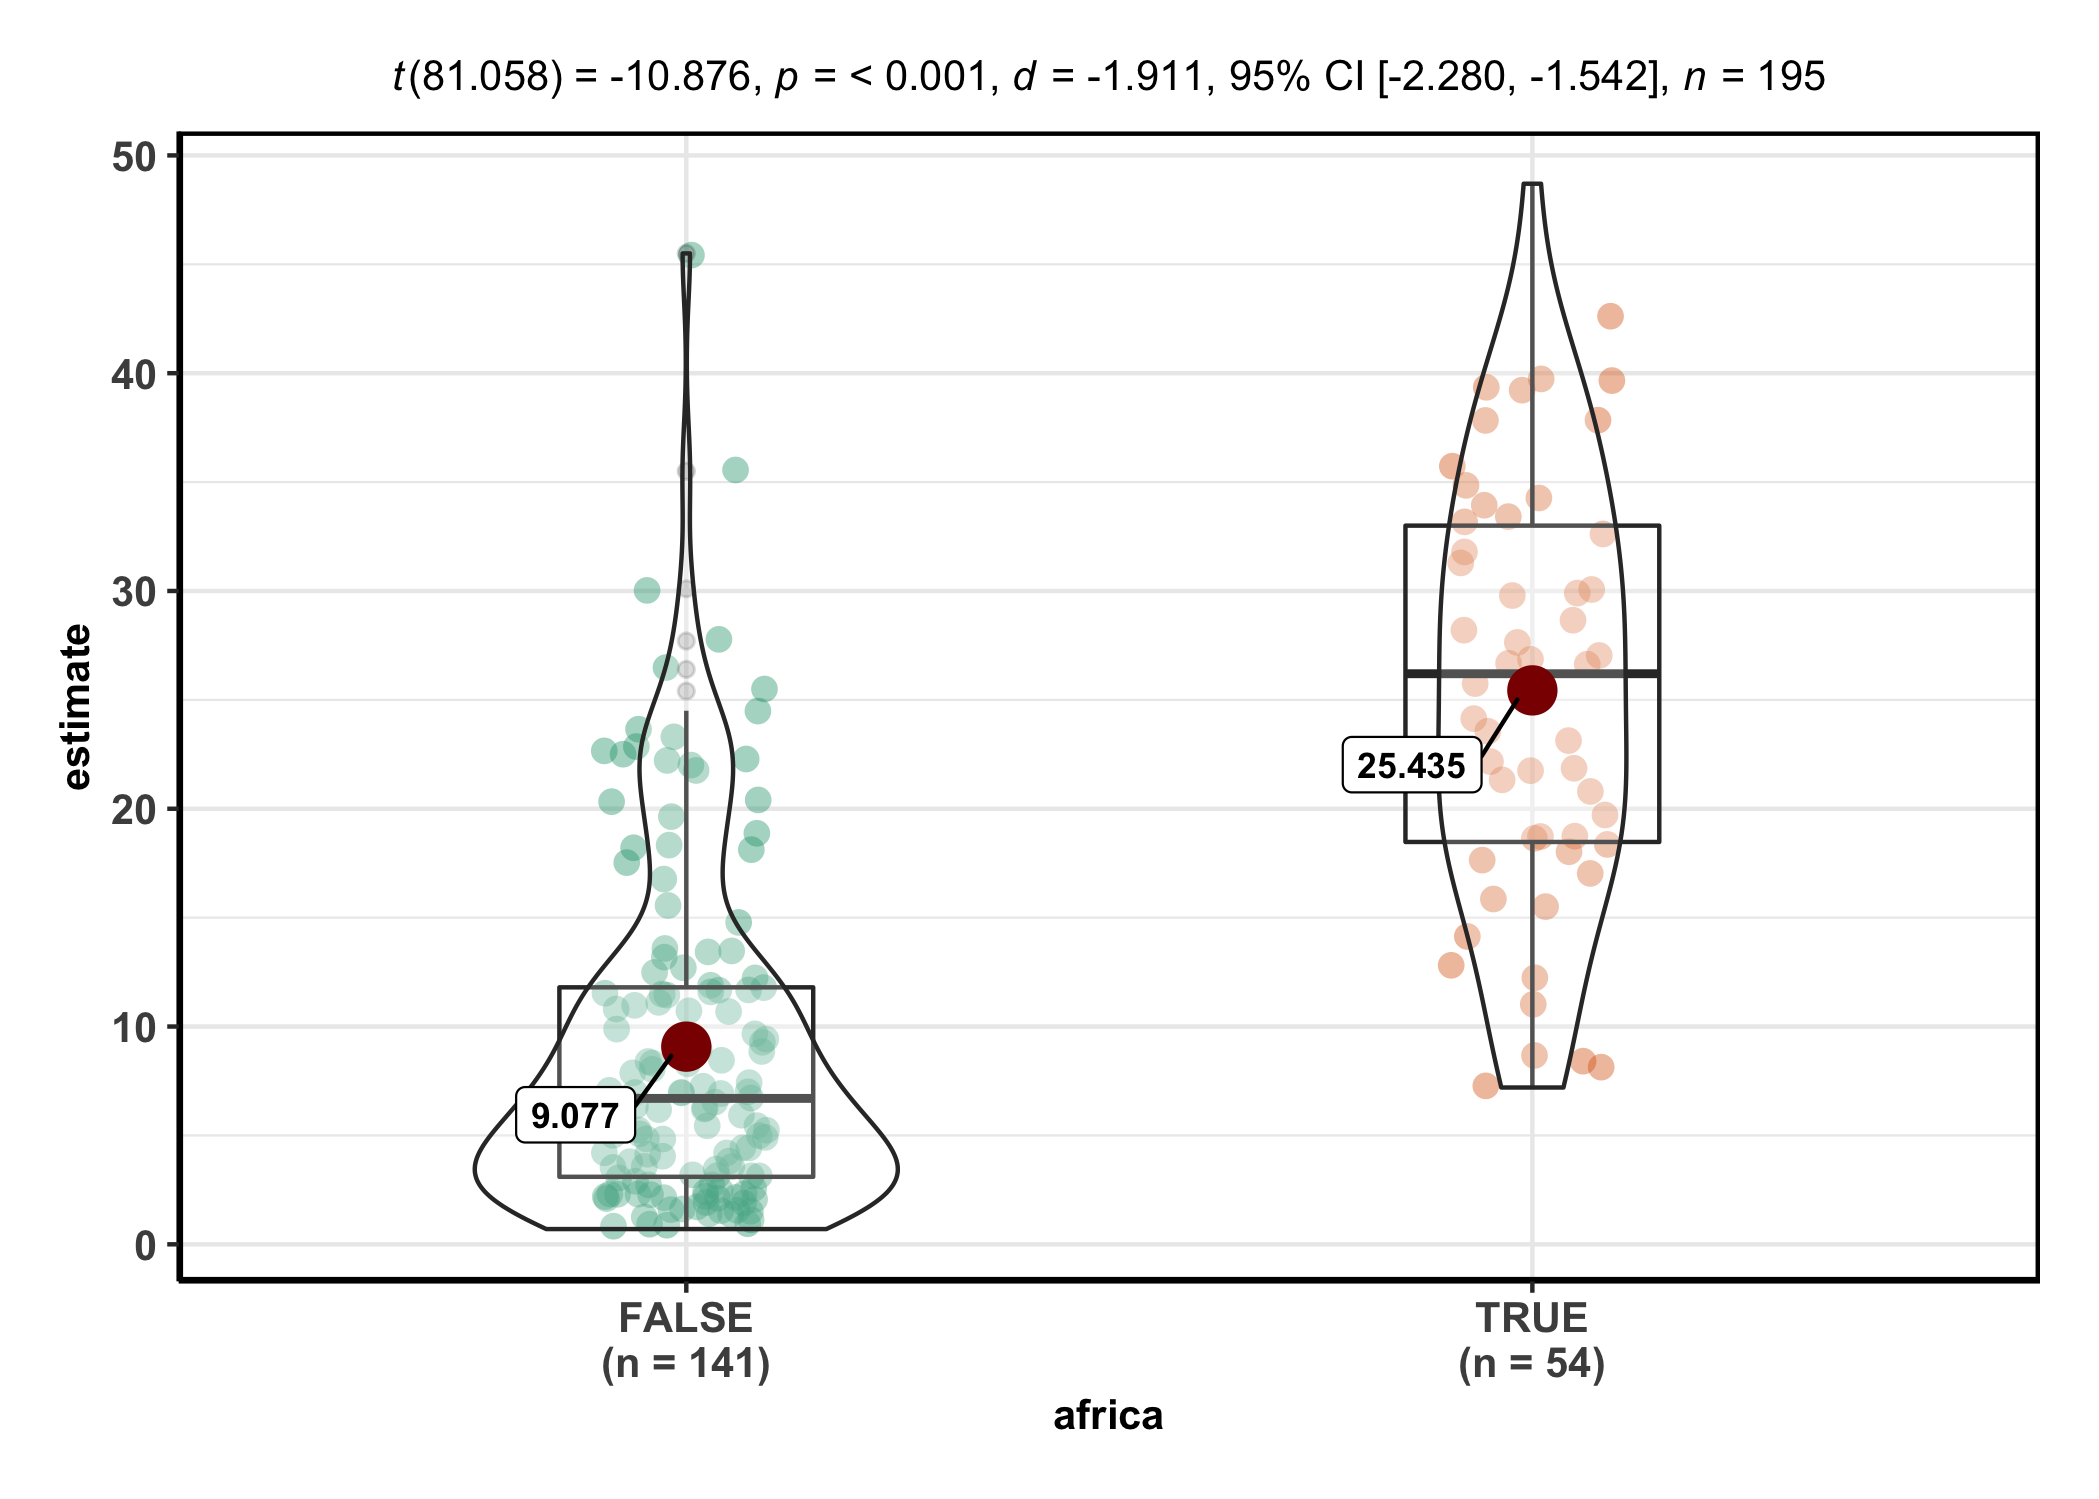 t(81.058) = -10.876, p = < 0.001, d = -1.911, 95% CI [-2.280, -1.542], n = 195
50
40
30
20
10
0
estimate
25.435
9.077
FALSE
(n = 141)
TRUE
(n = 54)
africa